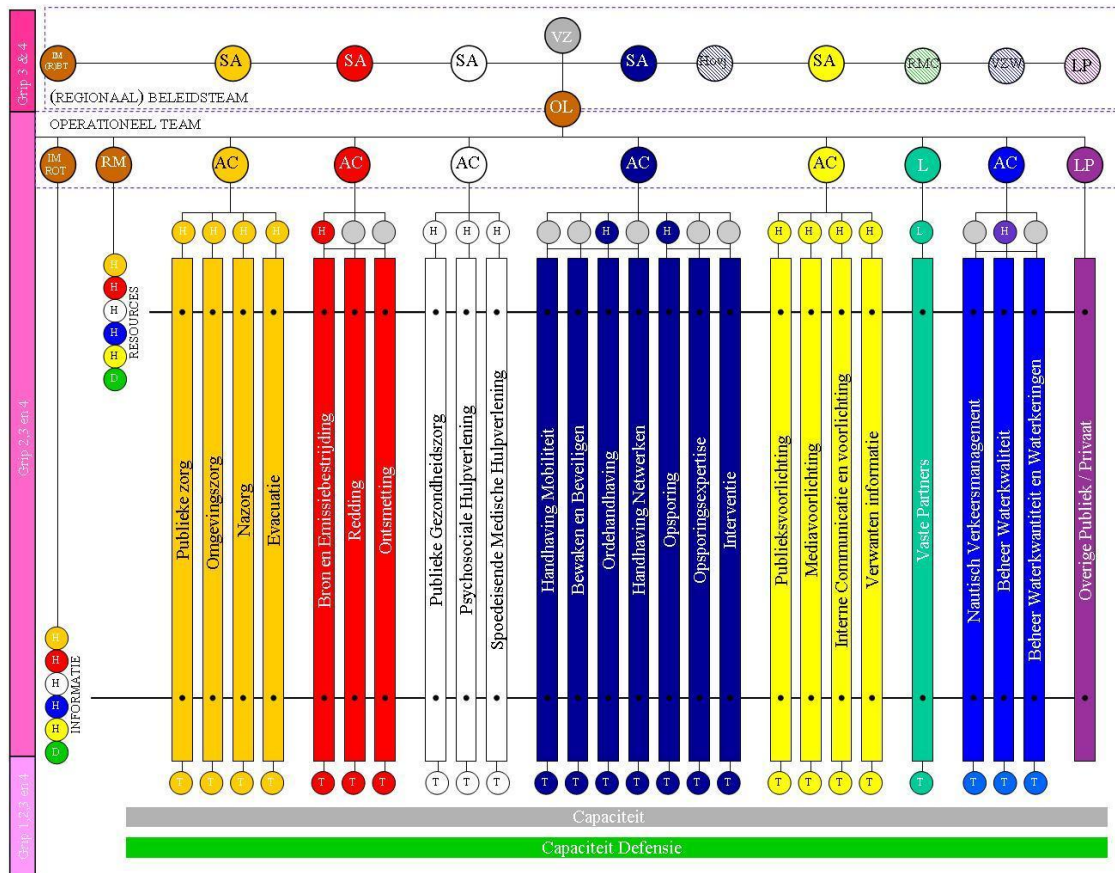 Grip 3 & 4
VZ
IM
(R)BT
SA
SA
SA
SA
Hovj
SA
RMC
VZW
LP
(REGIONAAL) BELEIDSTEAM
OL
OPERATIONEEL TEAM
IM
ROT
RM
AC
AC
AC
AC
AC
L
AC
LP
Grip 2,3 en 4
H H H H H H H H H H H H H H L H
H
H
H
H
H
D
RESOURCES
Publieke zorg
Omgevingszorg
Nazorg
Evacuatie
Bron en Emissiebestrijding
Redding
Ontsmetting
Publieke Gezondheidszorg
Psychosociale Hulpverlening
Spoedeisende Medische Hulpverlening
Handhaving Mobiliteit
Bewaken en Beveiligen
Ordehandhaving
Handhaving Netwerken
Opsporing
Opsporingsexpertise
Interventie
Publieksvoorlichting
Mediavoorlichting
Interne Communicatie en voorlichting
Verwanten informatie
Vaste Partners
Nautisch Verkeersmanagement
Beheer Waterkwaliteit
Beheer Waterkwantiteit en Waterkeringen
Overige Publiek / Privaat
H
H
H
H
H
D
INFORMATIE
T T T T T T T T T T T T T T T T T T T T T T T T T
Grip 1,2,3 en 4
Capaciteit
Capaciteit Defensie